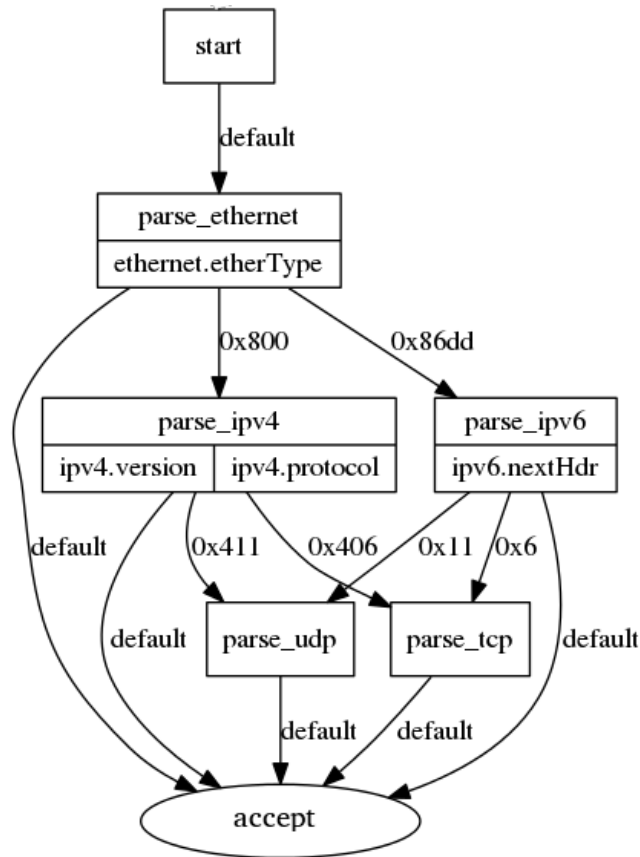 start
default
parse_ethernet
ethernet.etherType
0x800
0x86dd
parse_ipv4
ipv4.version
ipv4.protocol
parse_ipv6
ipv6.nextHdr
default
0x411
0x406
0x11
0x6
default
parse_udp
parse_tcp
default
default
default
accept